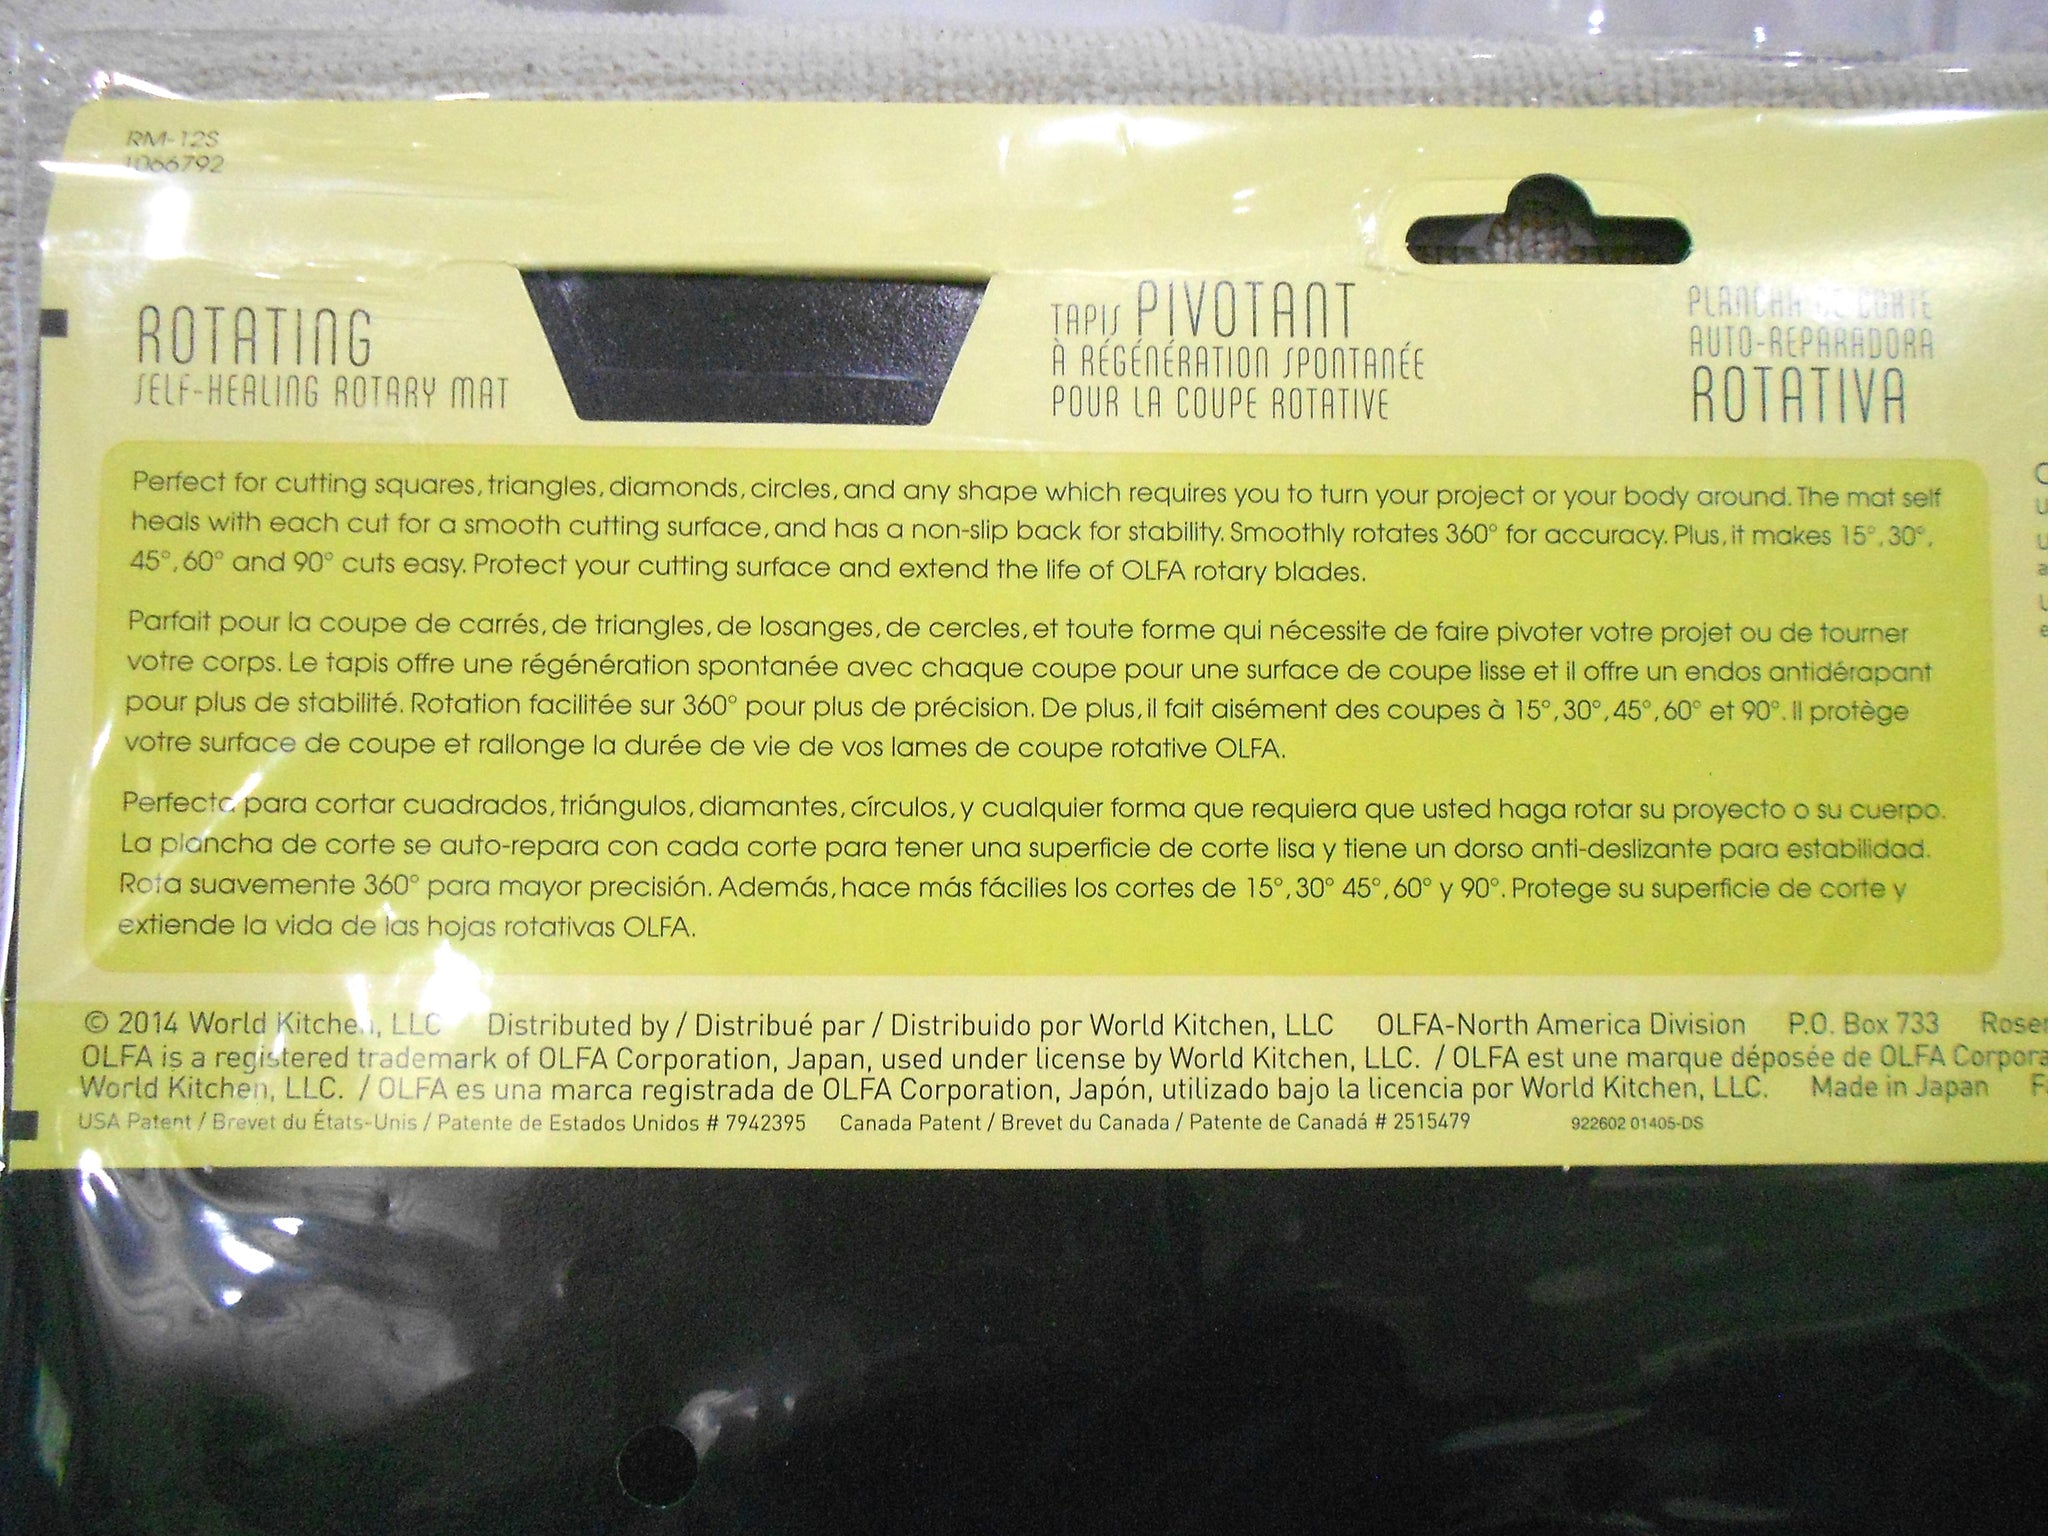 RM-12S
1066792
ROTATING
SELF-HEALING ROTARY MAT
TAPIS PIVOTANT
À RÉGÉNÉRATION SPONTANÉE
POUR LA COUPE ROTATIVE
PLANCHA DE CORTE
AUTO-REPARADORA
ROTATIVA
Perfect for cutting squares, triangles, diamonds, circles, and any shape which requires you to turn your project or your body around. The mat self
heals with each cut for a smooth cutting surface, and has a non-slip back for stability. Smoothly rotates 360° for accuracy. Plus, it makes 15°, 30°,
45°, 60° and 90° cuts easy. Protect your cutting surface and extend the life of OLFA rotary blades.
Parfait pour la coupe de carrés, de triangles, de losanges, de cercles, et toute forme qui nécessite de faire pivoter votre projet ou de tourner
votre corps. Le tapis offre une régénération spontanée avec chaque coupe pour une surface de coupe lisse et il offre un endos antidérapant
pour plus de stabilité. Rotation facilitée sur 360° pour plus de précision. De plus, il fait aisément des coupes à 15°, 30°, 45°, 60° et 90°. Il protège
votre surface de coupe et rallonge la durée de vie de vos lames de coupe rotative OLFA.
Perfecta para cortar cuadrados, triángulos, diamantes, círculos, y cualquier forma que requiera que usted haga rotar su proyecto o su cuerpo.
La plancha de corte se auto-repara con cada corte para tener una superficie de corte lisa y tiene un dorso anti-deslizante para estabilidad.
Rota suavemente 360° para mayor precisión. Además, hace más fácilies los cortes de 15°, 30° 45°, 60° y 90°. Protege su superficie de corte y
extiende la vida de las hojas rotativas OLFA.
© 2014 World Kitchen, LLC Distributed by / Distribué par / Distribuido por World Kitchen, LLC OLFA-North America Division P.O. Box 733
OLFA is a registered trademark of OLFA Corporation, Japan, used under license by World Kitchen, LLC. / OLFA est une marque déposée de OLFA
World Kitchen, LLC. / OLFA es una marca registrada de OLFA Corporation, Japón, utilizado bajo la licencia por World Kitchen, LLC. Made in Japan
USA Patent / Brevet du États-Unis / Patente de Estados Unidos # 7942395 Canada Patent / Brevet du Canada / Patente de Canadá # 2515479 922602 01405-DS